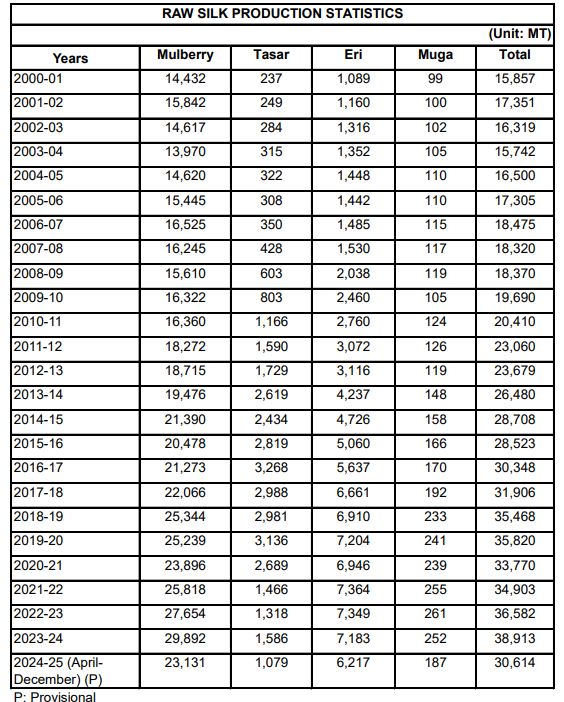 RAW SILK PRODUCTION STATISTICS
(Unit: MT)
Years Mulberry Tasar Eri Muga Total
2000-01 14,432 237 1,089 99 15,857
2001-02 15,842 249 1,160 100 17,351
2002-03 14,617 284 1,316 102 16,319
2003-04 13,970 315 1,352 105 15,742
2004-05 14,620 322 1,448 110 16,500
2005-06 15,445 308 1,442 110 17,305
2006-07 16,525 350 1,485 115 18,475
2007-08 16,245 428 1,530 117 18,320
2008-09 15,610 603 2,038 119 18,370
2009-10 16,322 803 2,460 105 19,690
2010-11 16,360 1,166 2,760 124 20,410
2011-12 18,272 1,590 3,072 126 23,060
2012-13 18,715 1,729 3,116 119 23,679
2013-14 19,476 2,619 4,237 148 26,480
2014-15 21,390 2,434 4,726 158 28,708
2015-16 20,478 2,819 5,060 166 28,523
2016-17 21,273 3,268 5,637 170 30,348
2017-18 22,066 2,988 6,661 192 31,906
2018-19 25,344 2,981 6,910 233 35,468
2019-20 25,239 3,136 7,204 241 35,820
2020-21 23,896 2,689 6,946 239 33,770
2021-22 25,818 1,466 7,364 255 34,903
2022-23 27,654 1,318 7,349 261 36,582
2023-24 29,892 1,586 7,183 252 38,913
2024-25 (April-
December) (P) 23,131 1,079 6,217 187 30,614
P: Provisional